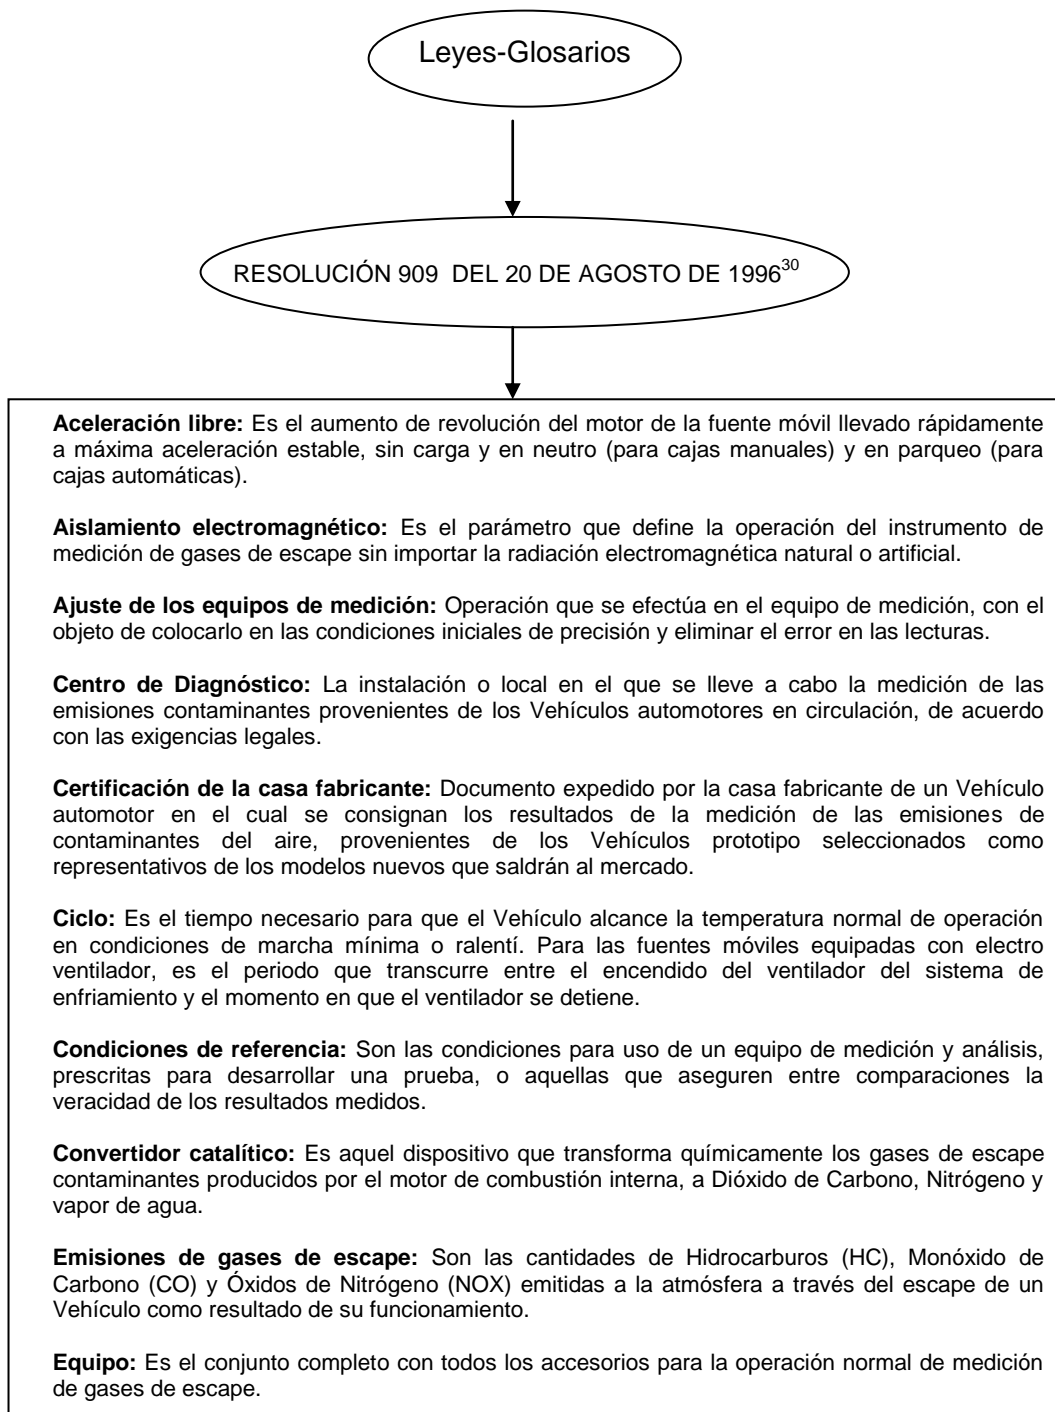 Leyes-Glosarios
RESOLUCIÓN 909 DEL 20 DE AGOSTO DE 1996³⁰
Aceleración libre: Es el aumento de revolución del motor de la fuente móvil llevado rápidamente
a máxima aceleración estable, sin carga y en neutro (para cajas manuales) y en parqueo (para
cajas automáticas).
Aislamiento electromagnético: Es el parámetro que define la operación del instrumento de
medición de gases de escape sin importar la radiación electromagnética natural o artificial.
Ajuste de los equipos de medición: Operación que se efectúa en el equipo de medición, con el
objeto de colocarlo en las condiciones iniciales de precisión y eliminar el error en las lecturas.
Centro de Diagnóstico: La instalación o local en el que se lleve a cabo la medición de las
emisiones contaminantes provenientes de los Vehículos automotores en circulación, de acuerdo
con las exigencias legales.
Certificación de la casa fabricante: Documento expedido por la casa fabricante de un Vehículo
automotor en el cual se consignan los resultados de la medición de las emisiones de
contaminantes del aire, provenientes de los Vehículos prototipo seleccionados como
representativos de los modelos nuevos que saldrán al mercado.
Ciclo: Es el tiempo necesario para que el Vehículo alcance la temperatura normal de operación
en condiciones de marcha mínima o ralentí. Para las fuentes móviles equipadas con electro
ventilador, es el periodo que transcurre entre el encendido del ventilador del sistema de
enfriamiento y el momento en que el ventilador se detiene.
Condiciones de referencia: Son las condiciones para uso de un equipo de medición y análisis,
prescritas para desarrollar una prueba, o aquellas que aseguren entre comparaciones la
veracidad de los resultados medidos.
Convertidor catalítico: Es aquel dispositivo que transforma químicamente los gases de escape
contaminantes producidos por el motor de combustión interna, a Dióxido de Carbono, Nitrógeno y
vapor de agua.
Emisiones de gases de escape: Son las cantidades de Hidrocarburos (HC), Monóxido de
Carbono (CO) y Óxidos de Nitrógeno (NOX) emitidas a la atmósfera a través del escape de un
Vehículo como resultado de su funcionamiento.
Equipo: Es el conjunto completo con todos los accesorios para la operación normal de medición
de gases de escape.